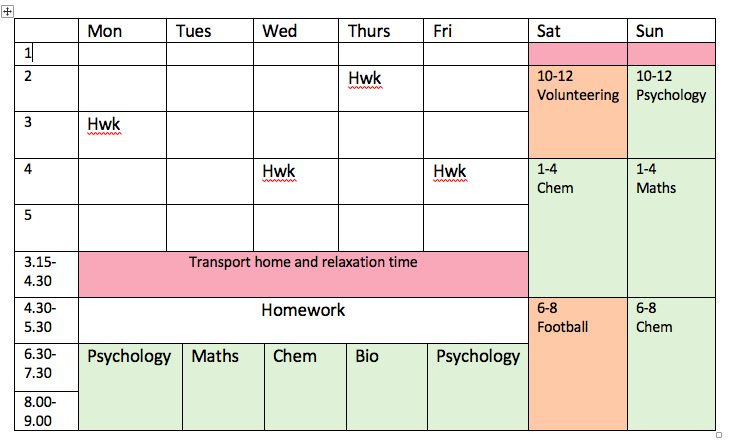 Mon Tues Wed Thurs Fri Sat Sun
1
2 Hwk 10-12 10-12
Volunteering Psychology
3 Hwk
4 Hwk Hwk 1-4 1-4
Chem Maths
5
3.15- Transport home and relaxation time
4.30
4.30- Homework 6-8 6-8
5.30 Football Chem
6.30- Psychology Maths Chem Bio Psychology
7.30
8.00-
9.00